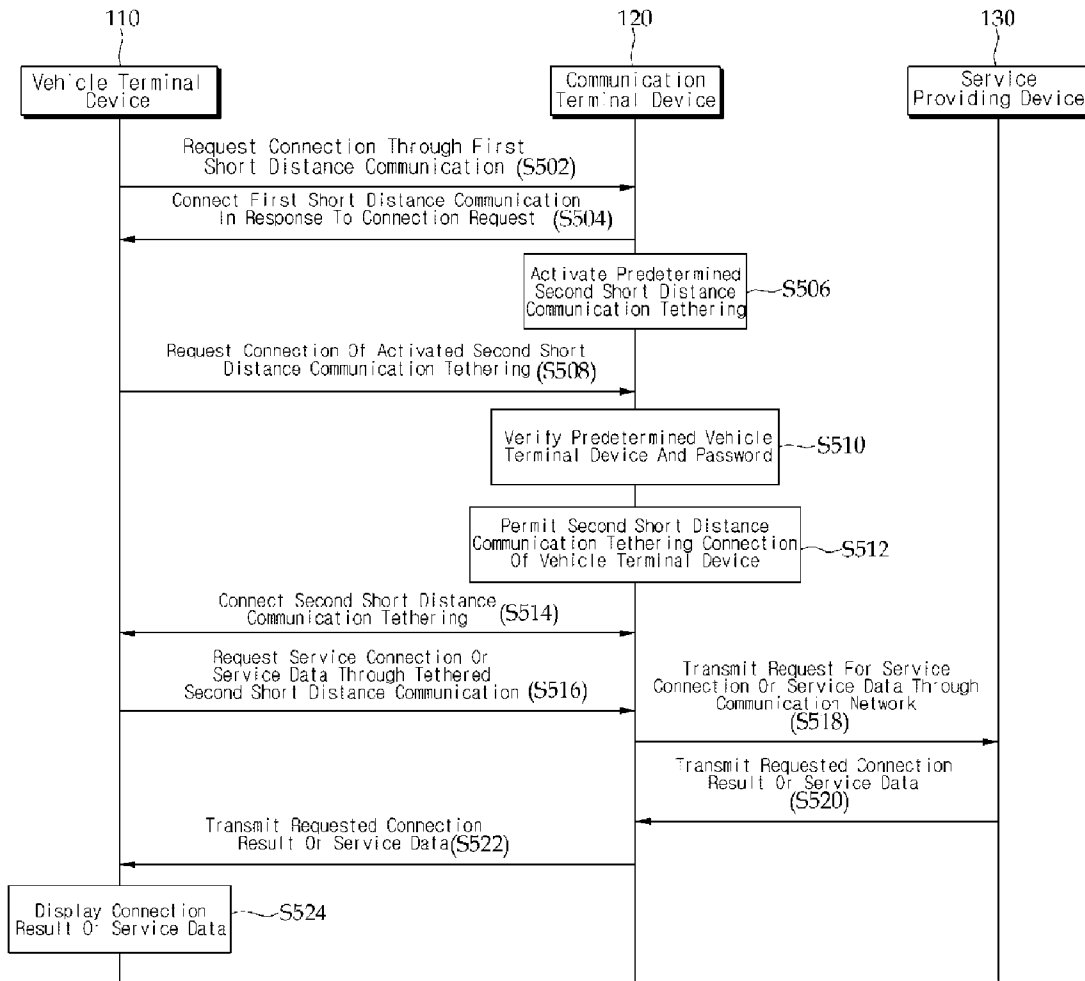 110
120
130
Vehicle Terminal
Device
Communication
Terminal Device
Service
Providing Device
Request Connection Through First
Short Distance Communication (S502)
Connect First Short Distance Communication
In Response To Connection Request (S504)
Activate Predetermined
Second Short Distance
Communication Tethering
S506
Request Connection Of Activated Second Short
Distance Communication Tethering (S508)
Verify Predetermined Vehicle
Terminal Device And Password
S510
Permit Second Short Distance
Communication Tethering Connection
Of Vehicle Terminal Device
S512
Connect Second Short Distance
Communication Tethering (S514)
Request Service Connection Or
Service Data Through Tethered
Second Short Distance Communication (S516)
Transmit Request For Service
Connection Or Service Data Through
Communication Network
(S518)
Transmit Requested Connection
Result Or Service Data
(S520)
Transmit Requested Connection
Result Or Service Data (S522)
Display Connection
Result Or Service Data
S524